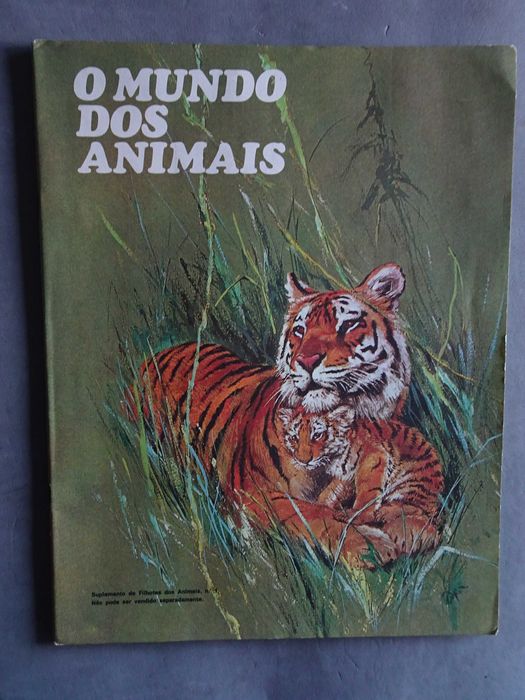 O MUNDO
DOS
ANIMAIS
Suplemento de Filhotes dos Animais, n.
Não pode ser vendido separadamente.